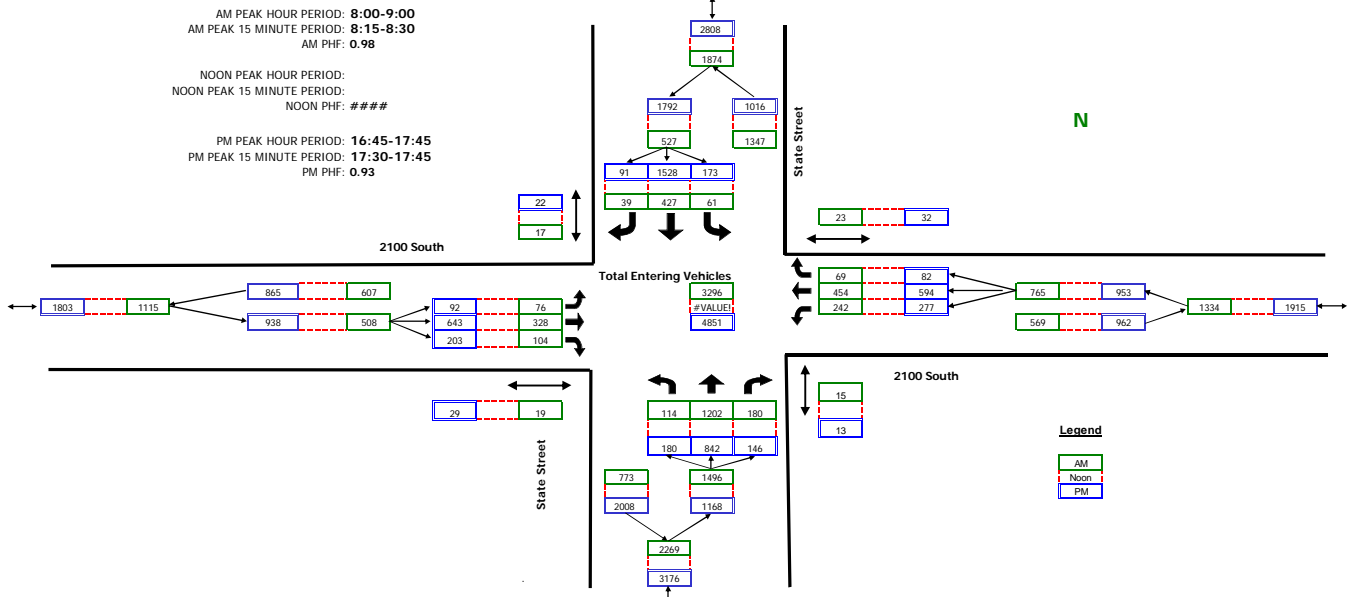 AM PEAK HOUR PERIOD: 8:00-9:00
AM PEAK 15 MINUTE PERIOD: 8:15-8:30
AM PHF: 0.98
NOON PEAK HOUR PERIOD:
NOON PEAK 15 MINUTE PERIOD:
NOON PHF: ####
PM PEAK HOUR PERIOD: 16:45-17:45
PM PEAK 15 MINUTE PERIOD: 17:30-17:45
PM PHF: 0.93
2808
1874
1792 1016
527 1347
91 1528 173
39 427 61
State Street
N
22
17
2100 South
23 32
Total Entering Vehicles
3296
#VALUE!
4851
1803 1115
865 607
938 508
92 76
643 328
203 104
69 82
454 594
242 277
765 953
569 962
1334 1915
2100 South
29 19
State Street
114 1202 180
180 842 146
773 1496
2008 1168
2269
3176
15
13
Legend
AM
Noon
PM